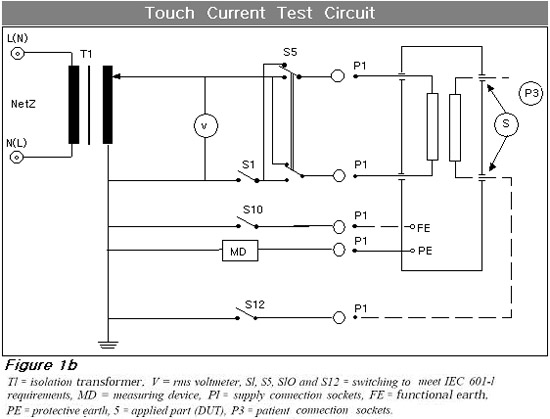 Touch Current Test Circuit
L(N)
T1
S5
P1
P3
NetZ
V
S
N(L)
S1
P1
S10
P1
FE
MD
P1
PE
S12
P1
Figure 1b
Tl = isolation transformer. V = rms voltmeter, Sl, S5, SlO and S12 = switching to meet IEC 601-l
requirements, MD = measuring device, Pl = supply connection sockets, FE = functional earth,
PE = protective earth, 5 = applied part (DUT), P3 = patient connection sockets.